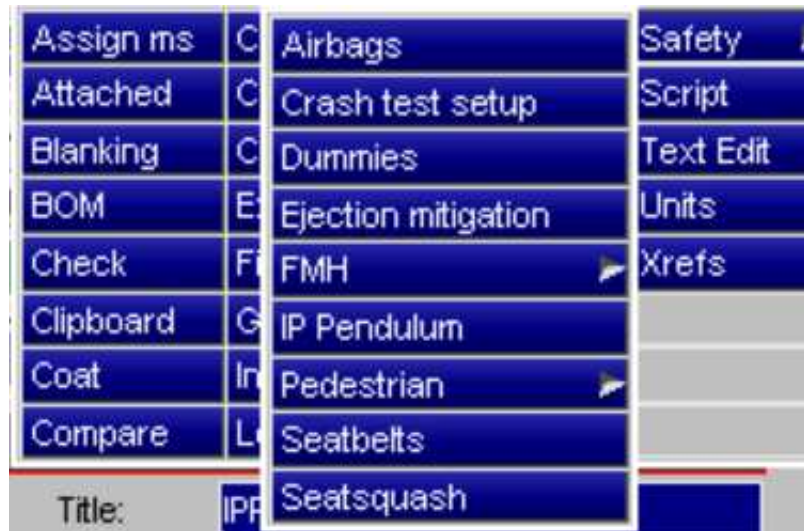 Assign ms
Attached
Blanking
BOM
Check
Clipboard
Coat
Compare
Airbags
Crash test setup
Dummies
Ejection mitigation
FMH
IP Pendulum
Pedestrian
Seatbelts
Seatsquash
Safety
Script
Text Edit
Units
Xrefs
Title: